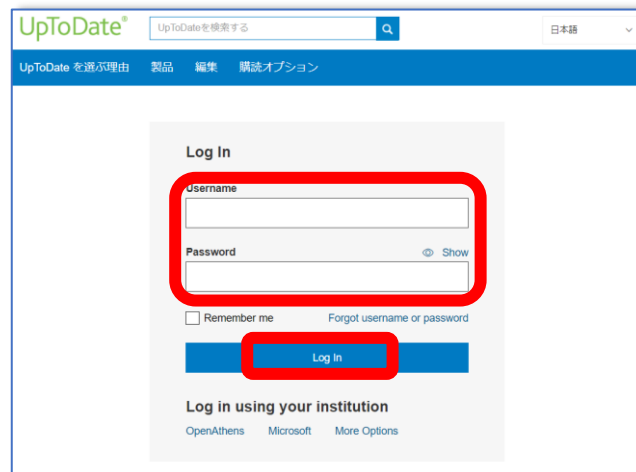 UpToDate®
UpToDateを検索する
日本語
UpToDate を選ぶ理由 製品 編集 購読オプション
Log In
Username
Password Show
Remember me Forgot username or password
Log In
Log in using your institution
OpenAthens Microsoft More Options